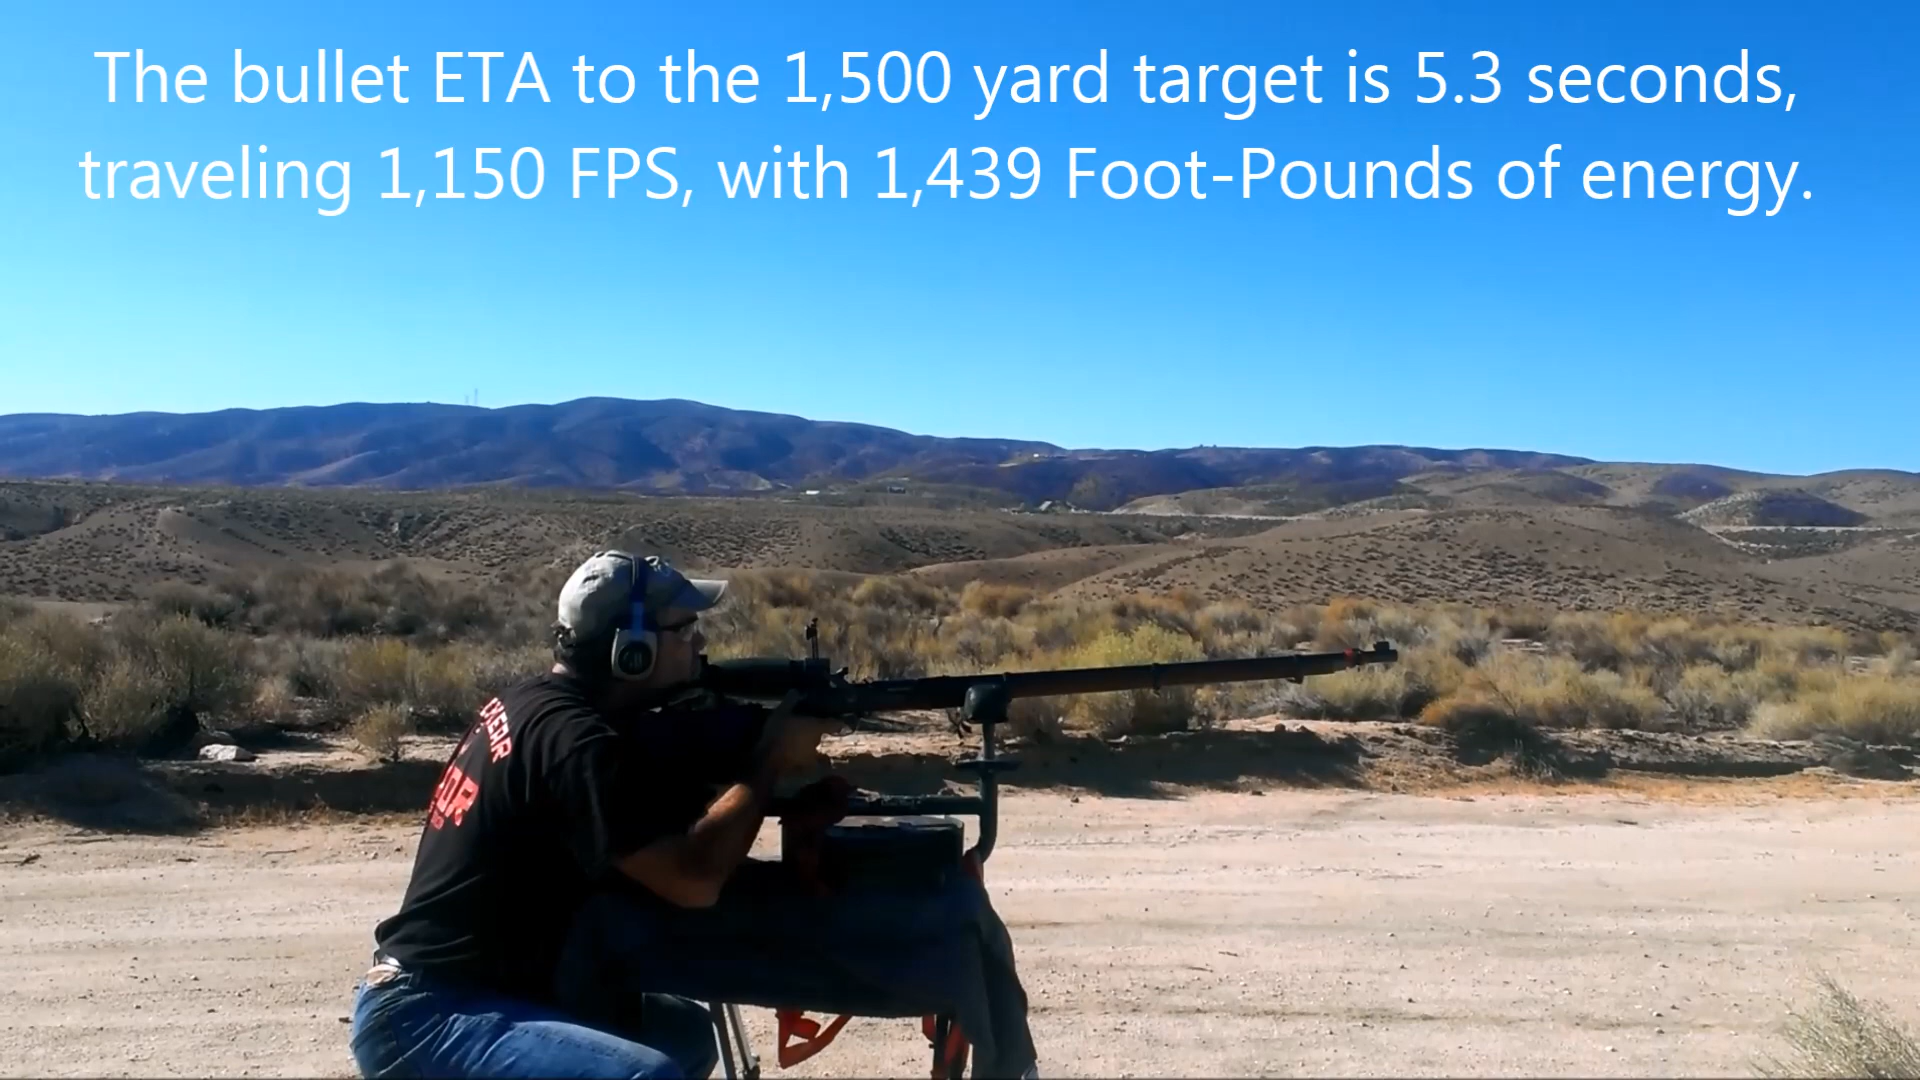 The bullet ETA to the 1,500 yard target is 5.3 seconds,
traveling 1,150 FPS, with 1,439 Foot-Pounds of energy.